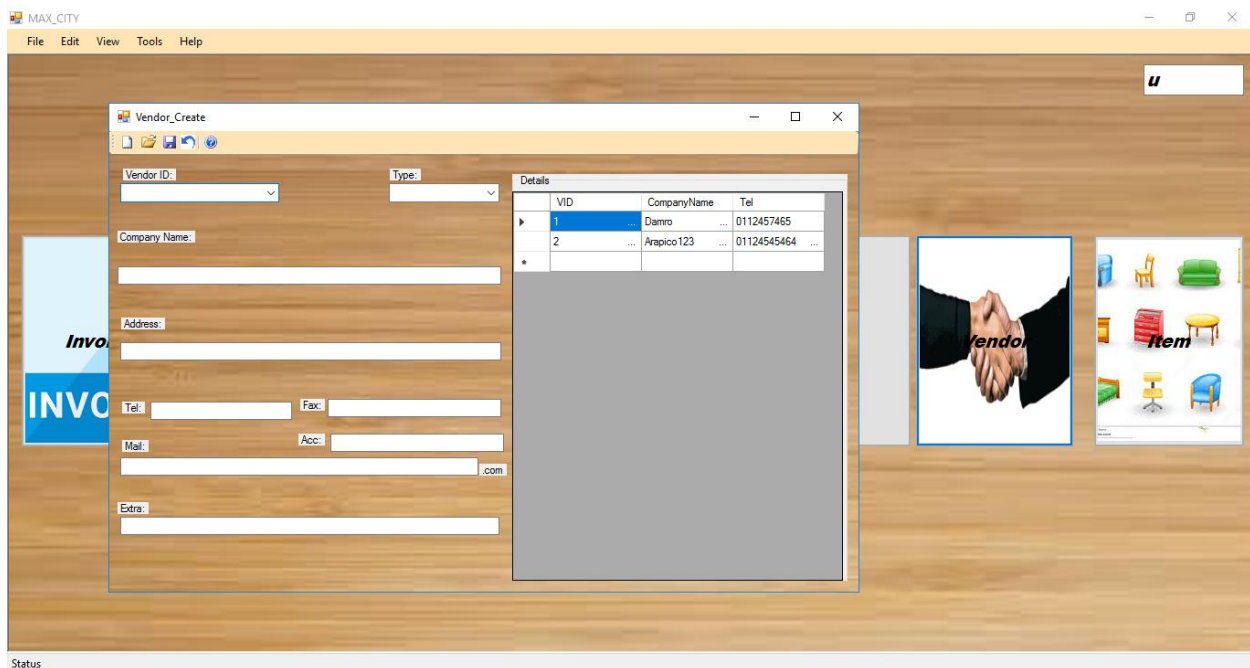 MAX_CITY
File Edit View Tools Help
u
Vendor_Create
Vendor ID:
Type:
Details
VID CompanyName Tel
1 ... Damro ... 0112457465
2 ... Arapico123 ... 01124545464 ...
Company Name:
Address:
Invo
INVO
Vendor
Item
Tel:
Fax:
Acc:
Mail:
.com
Extra:
Status